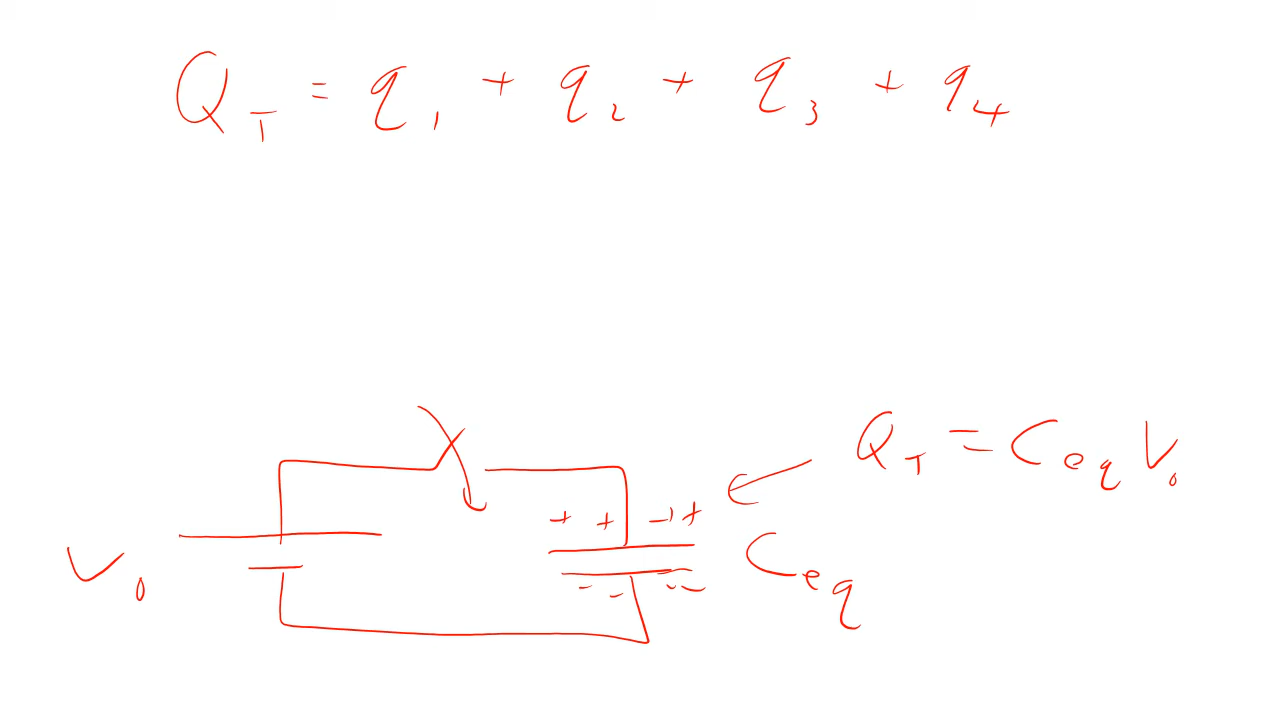 Q_T = q_1 + q_2 + q_3 + q_4
Q_T = C_eq V_0
+ + + +
V_0
C_eq
- - - -